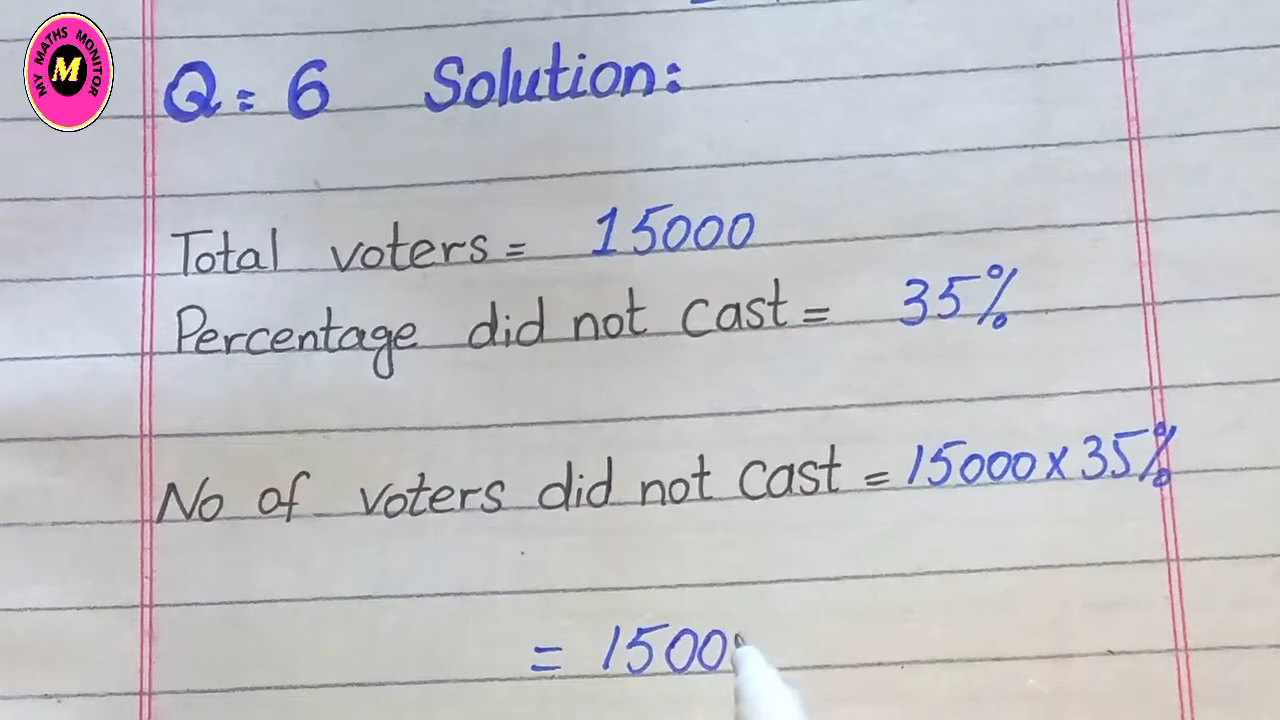 MY MATHS MONITOR
M
Q = 6 Solution:
Total voters = 15000
Percentage did not cast = 35%
No of voters did not cast = 15000 x 35%
= 1500